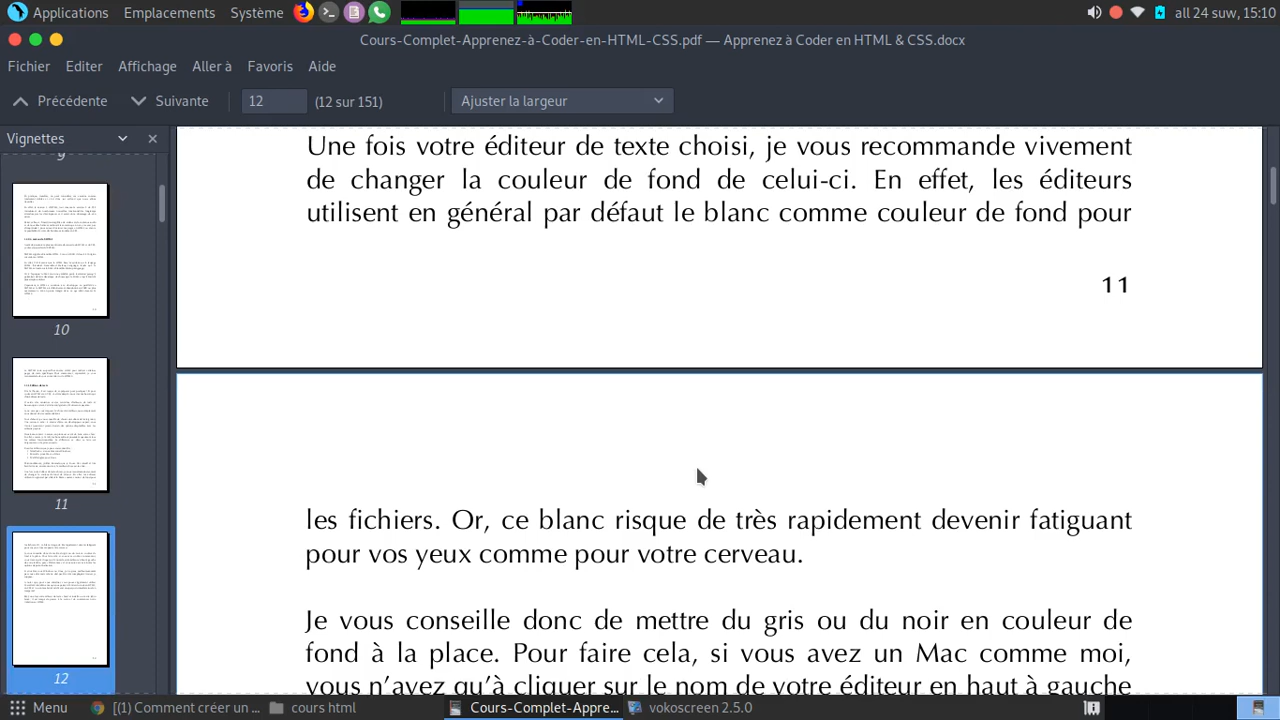 Applications Emplacements Système all 24 suw, 15:10
Cours-Complet-Apprenez-à-Coder-en-HTML-CSS.pdf — Apprenez à Coder en HTML & CSS.docx
Fichier Editer Affichage Aller à Favoris Aide
Précédente Suivante 12 (12 sur 151) Ajuster la largeur
Vignettes
9
10
11
12
Une fois votre éditeur de texte choisi, je vous recommande vivement
de changer la couleur de fond de celui-ci. En effet, les éditeurs
utilisent en général par défaut le blanc comme couleur de fond pour
11
les fichiers. Or, ce blanc risque de très rapidement devenir fatiguant
pour vos yeux comme pour votre cerveau.
Je vous conseille donc de mettre du gris ou du noir en couleur de
fond à la place. Pour faire cela, si vous avez un Mac comme moi,
vous n'avez qu'à cliquer sur le nom de votre éditeur en haut à gauche
Menu [(1) Comment créer un ... cours html Cours-Complet-Appre... vokoscreen 2.5.0